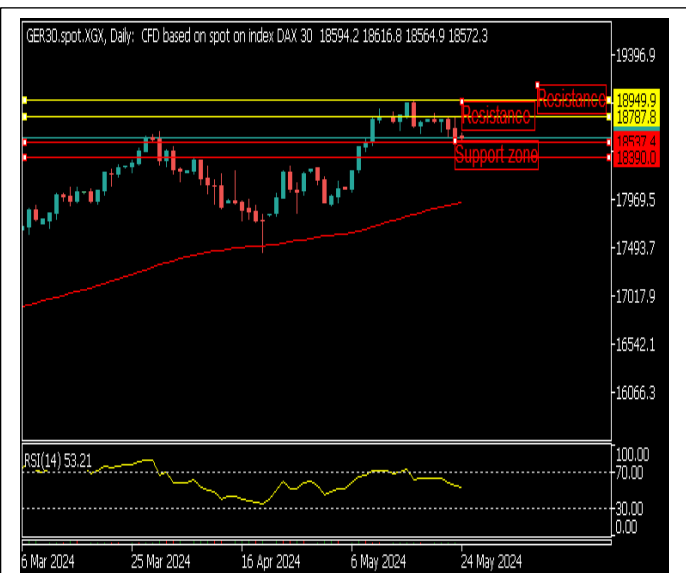 GER30.spot.XGX, Daily: CFD based on spot on index DAX 30 18594.2 18616.8 18564.9 18572.3
19396.9
18949.9
Resistance
Resistance
18787.8
18537.4
Support zone
18390.0
17969.5
17493.7
17017.9
16542.1
16066.3
RSI(14) 53.21
100.00
70.00
30.00
0.00
6 Mar 2024
25 Mar 2024
16 Apr 2024
6 May 2024
24 May 2024